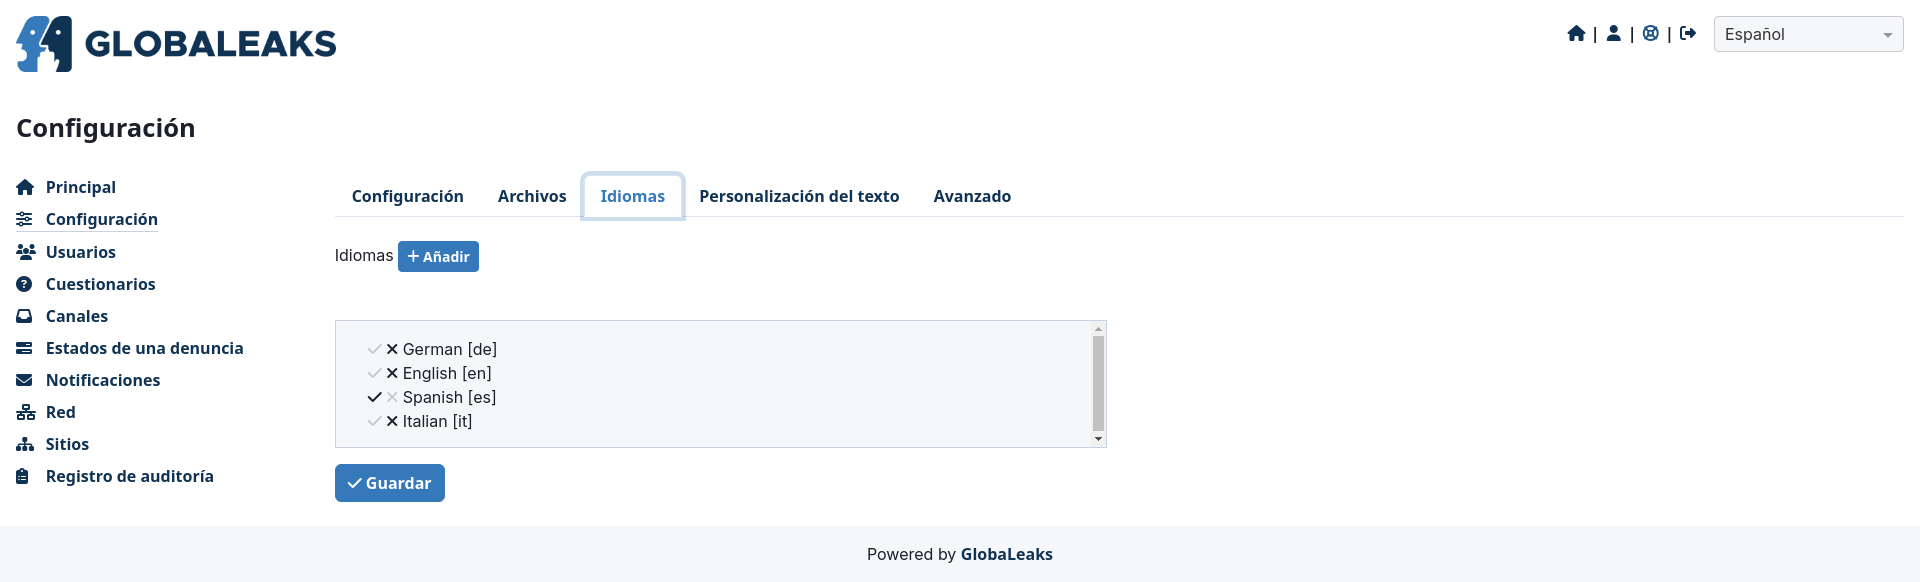 GLOBALEAKS
| | |
Español
Configuración
Principal
Configuración
Usuarios
Cuestionarios
Canales
Estados de una denuncia
Notificaciones
Red
Sitios
Registro de auditoría
Configuración Archivos Idiomas Personalización del texto Avanzado
Idiomas Añadir
German [de]
English [en]
Spanish [es]
Italian [it]
Guardar
Powered by GlobaLeaks